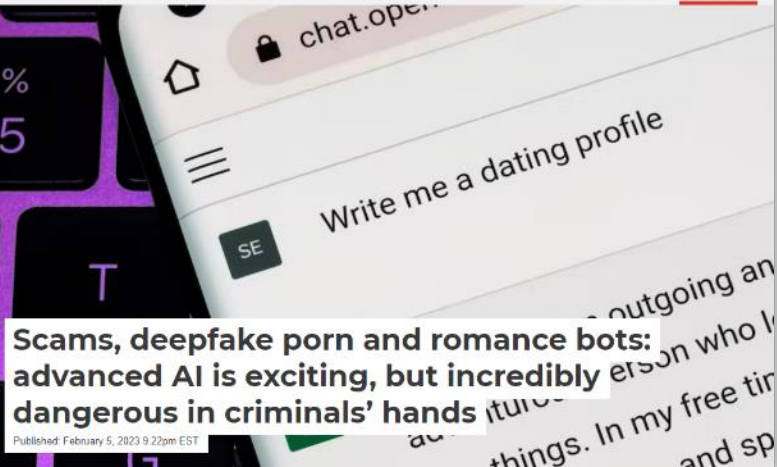 chat.ope
%
5
Write me a dating profile
SE
T
outgoing an
Scams, deepfake porn and romance bots:
advanced AI is exciting, but incredibly
dangerous in criminals' hands
erson who l
things. In my free tim
and sp
Published: February 5, 2023 9.22pm EST